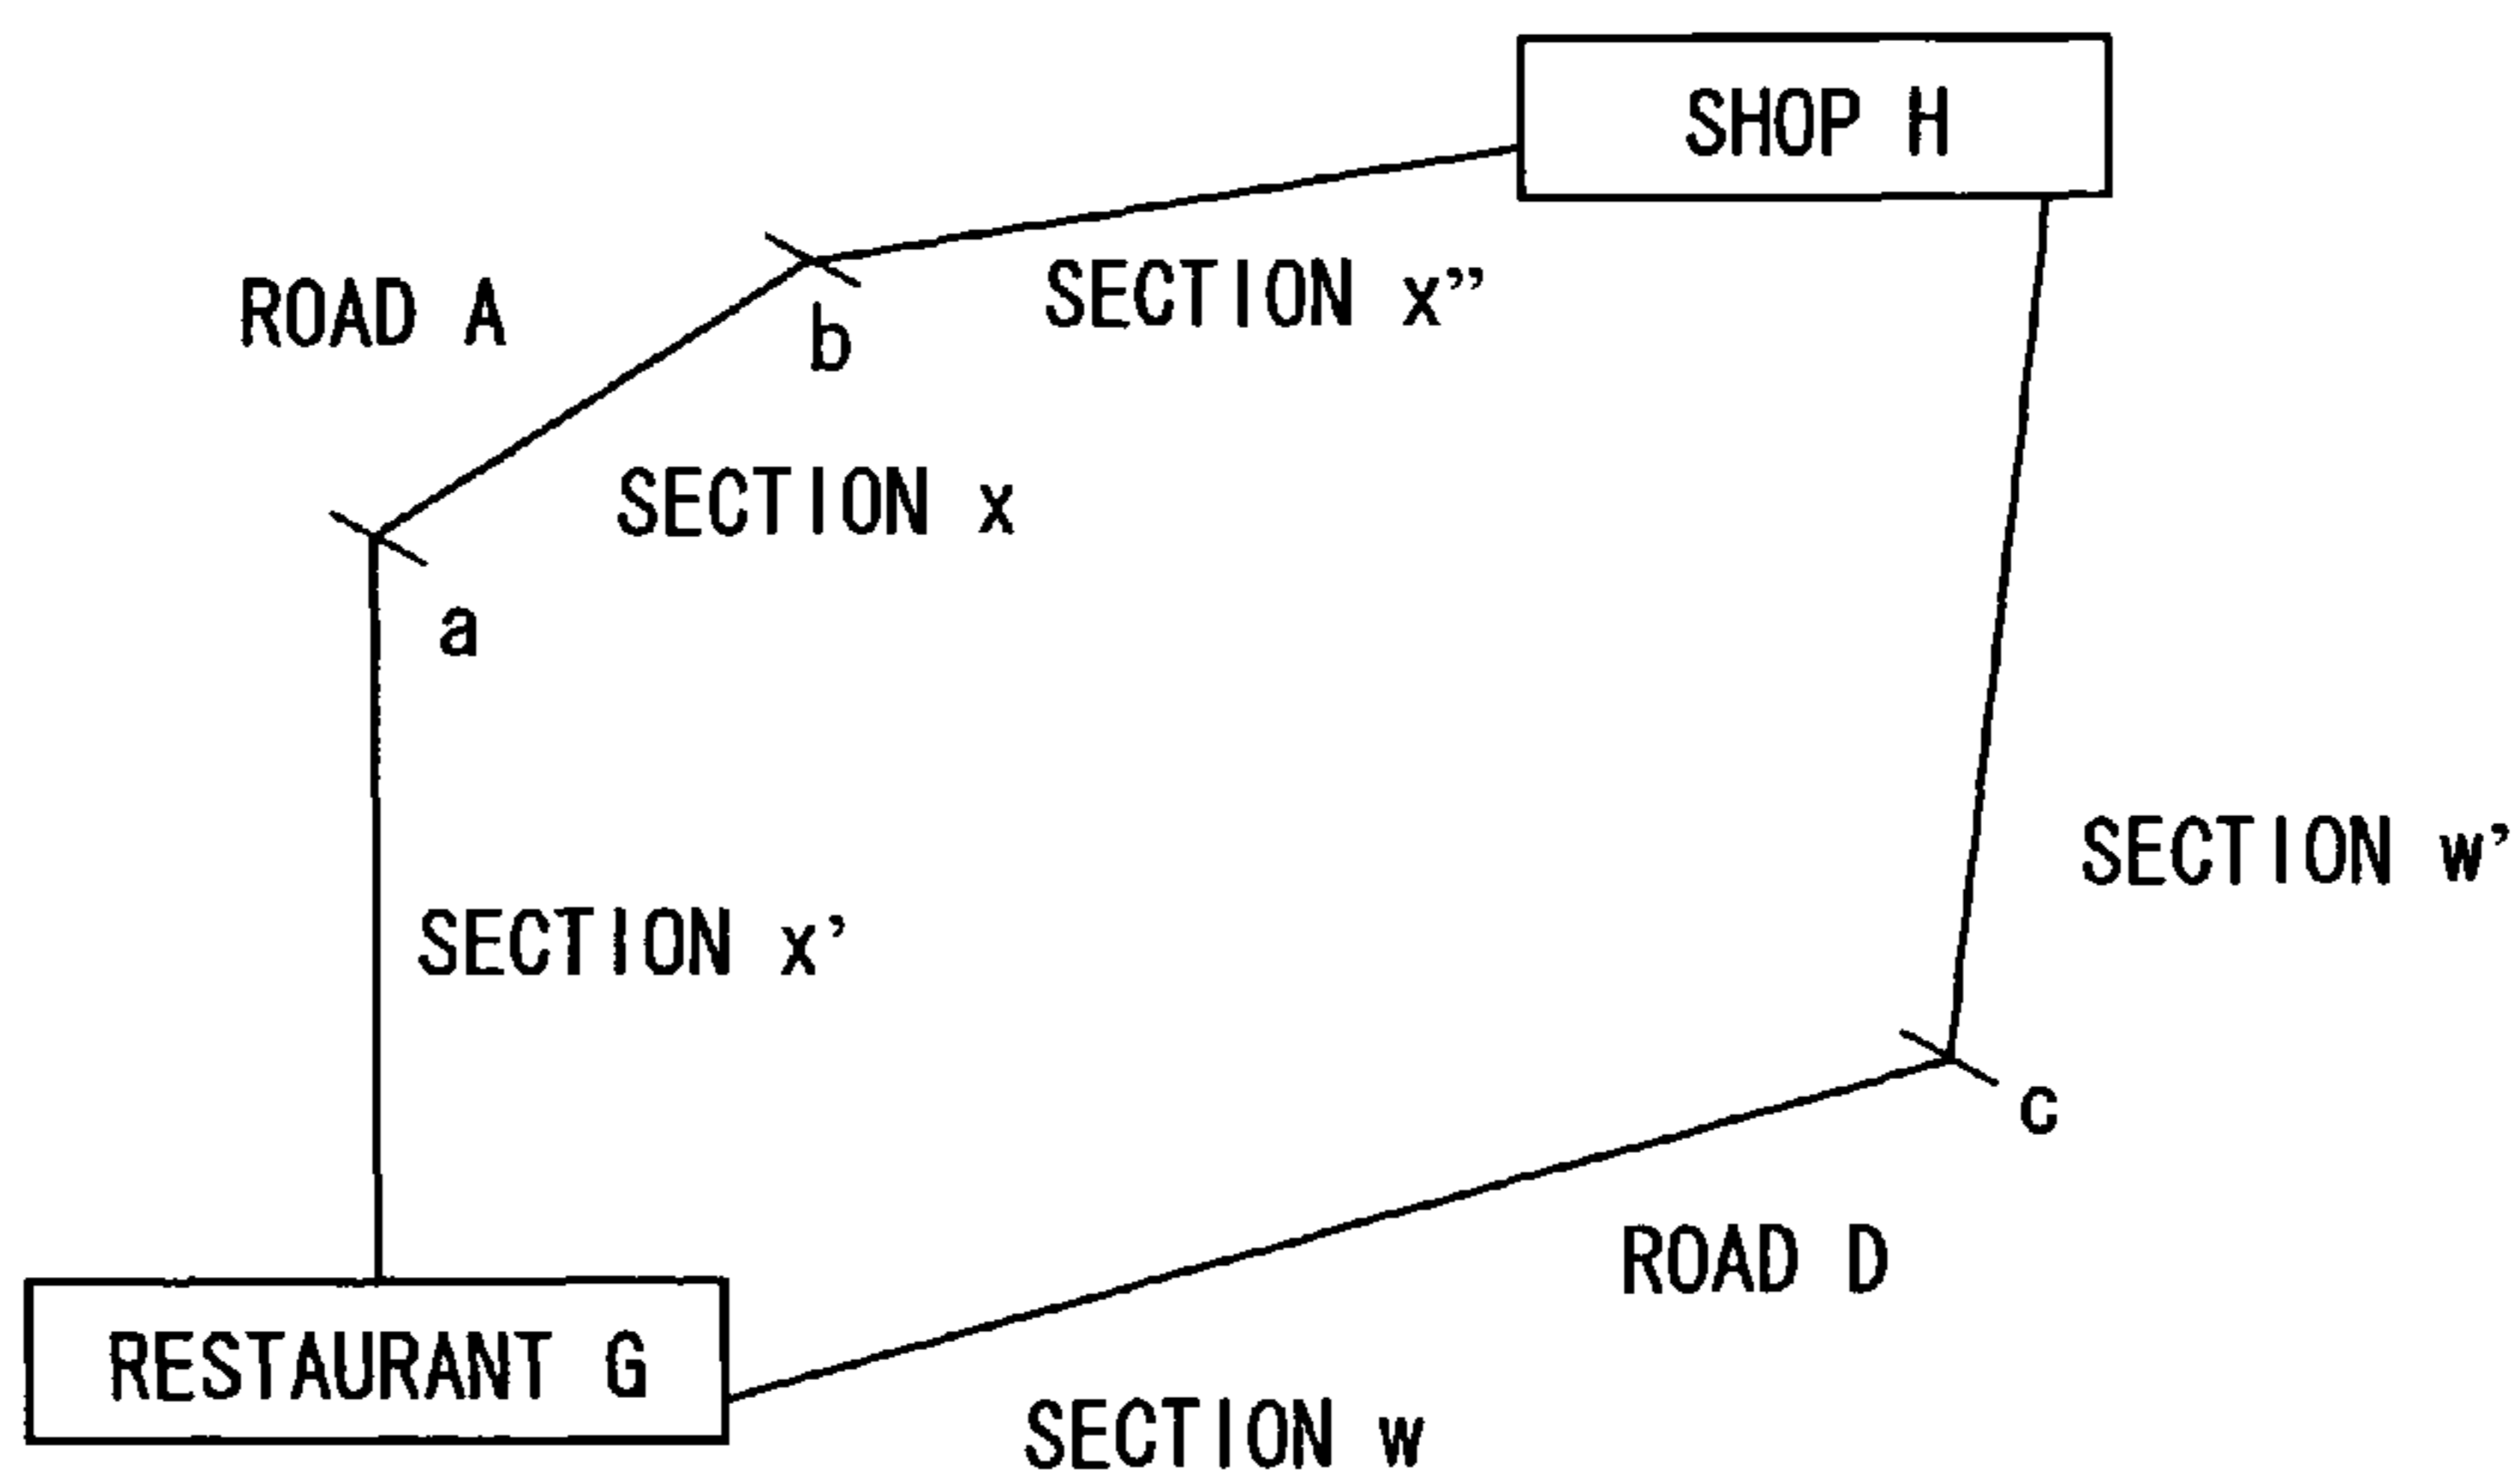 SHOP H
ROAD A
SECTION x”
b
SECTION x
a
SECTION w’
SECTION x’
c
ROAD D
RESTAURANT G
SECTION w